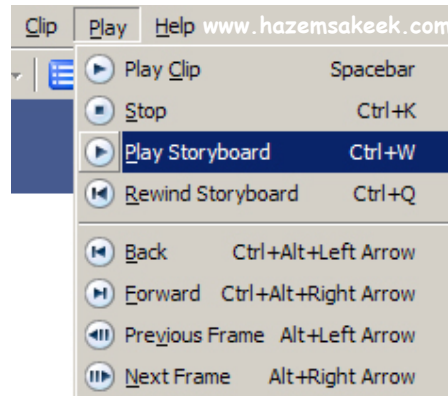 Clip Play Help www.hazemsakeek.com
Play Clip Spacebar
Stop Ctrl+K
Play Storyboard Ctrl+W
Rewind Storyboard Ctrl+Q
Back Ctrl+Alt+Left Arrow
Forward Ctrl+Alt+Right Arrow
Previous Frame Alt+Left Arrow
Next Frame Alt+Right Arrow